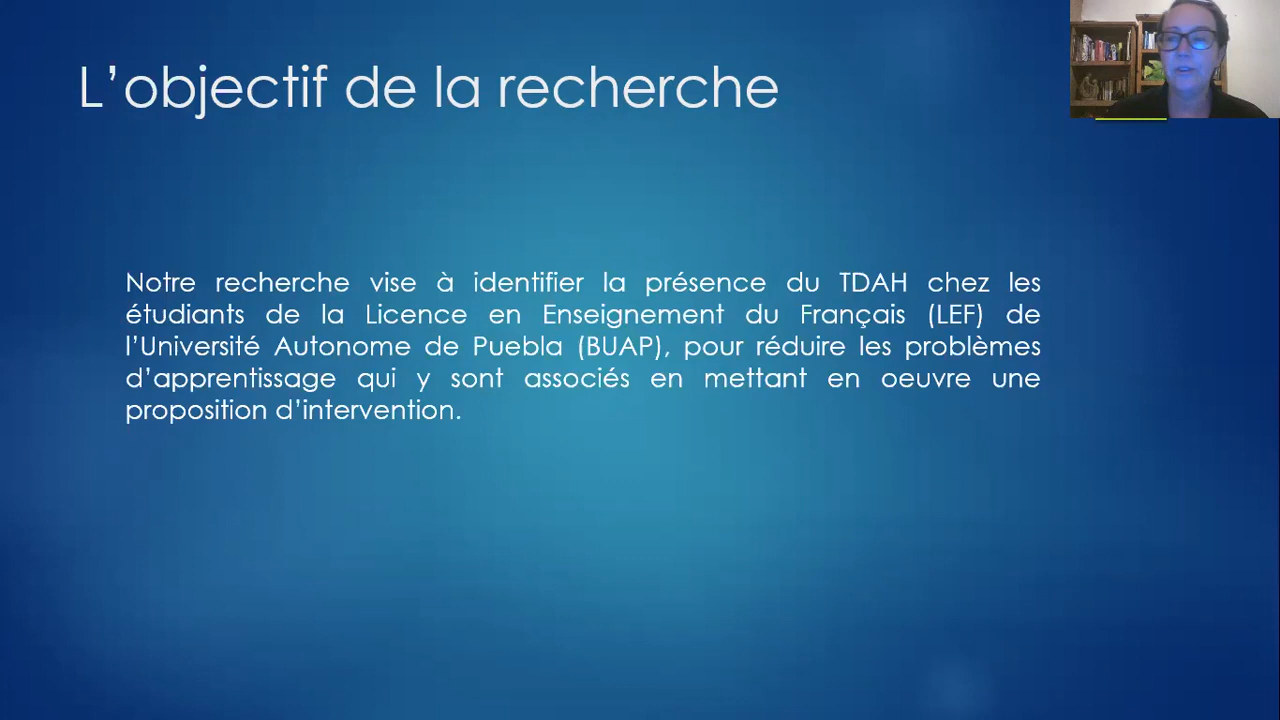 L’objectif de la recherche
Notre recherche vise à identifier la présence du TDAH chez les
étudiants de la Licence en Enseignement du Français (LEF) de
l’Université Autonome de Puebla (BUAP), pour réduire les problèmes
d’apprentissage qui y sont associés en mettant en oeuvre une
proposition d’intervention.